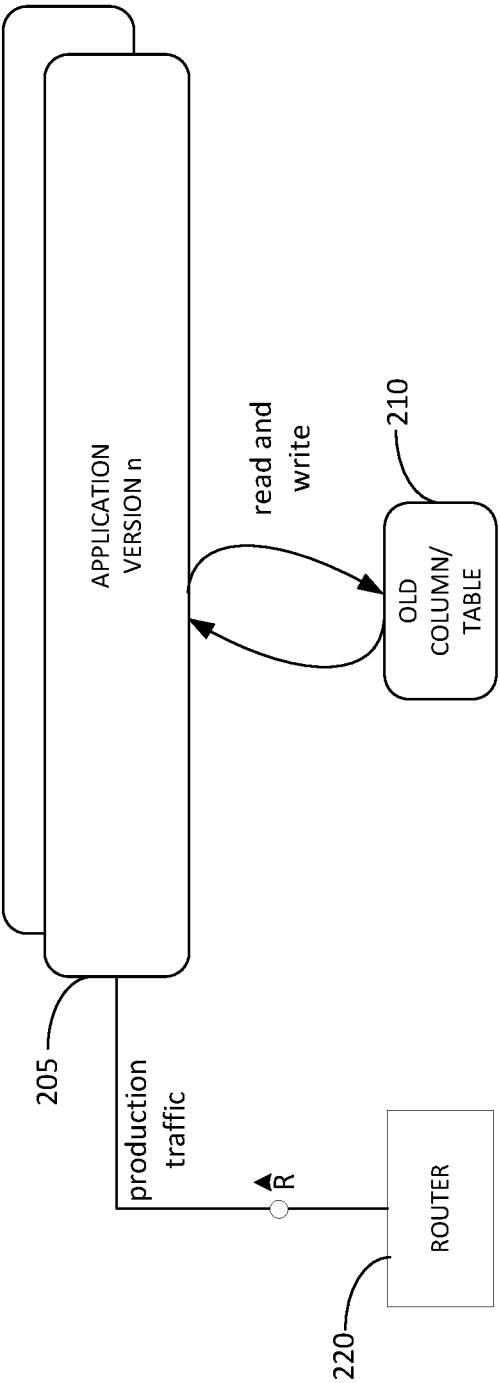 205
APPLICATION
VERSION n
production
traffic
read and
write
R
220
ROUTER
210
OLD
COLUMN/
TABLE